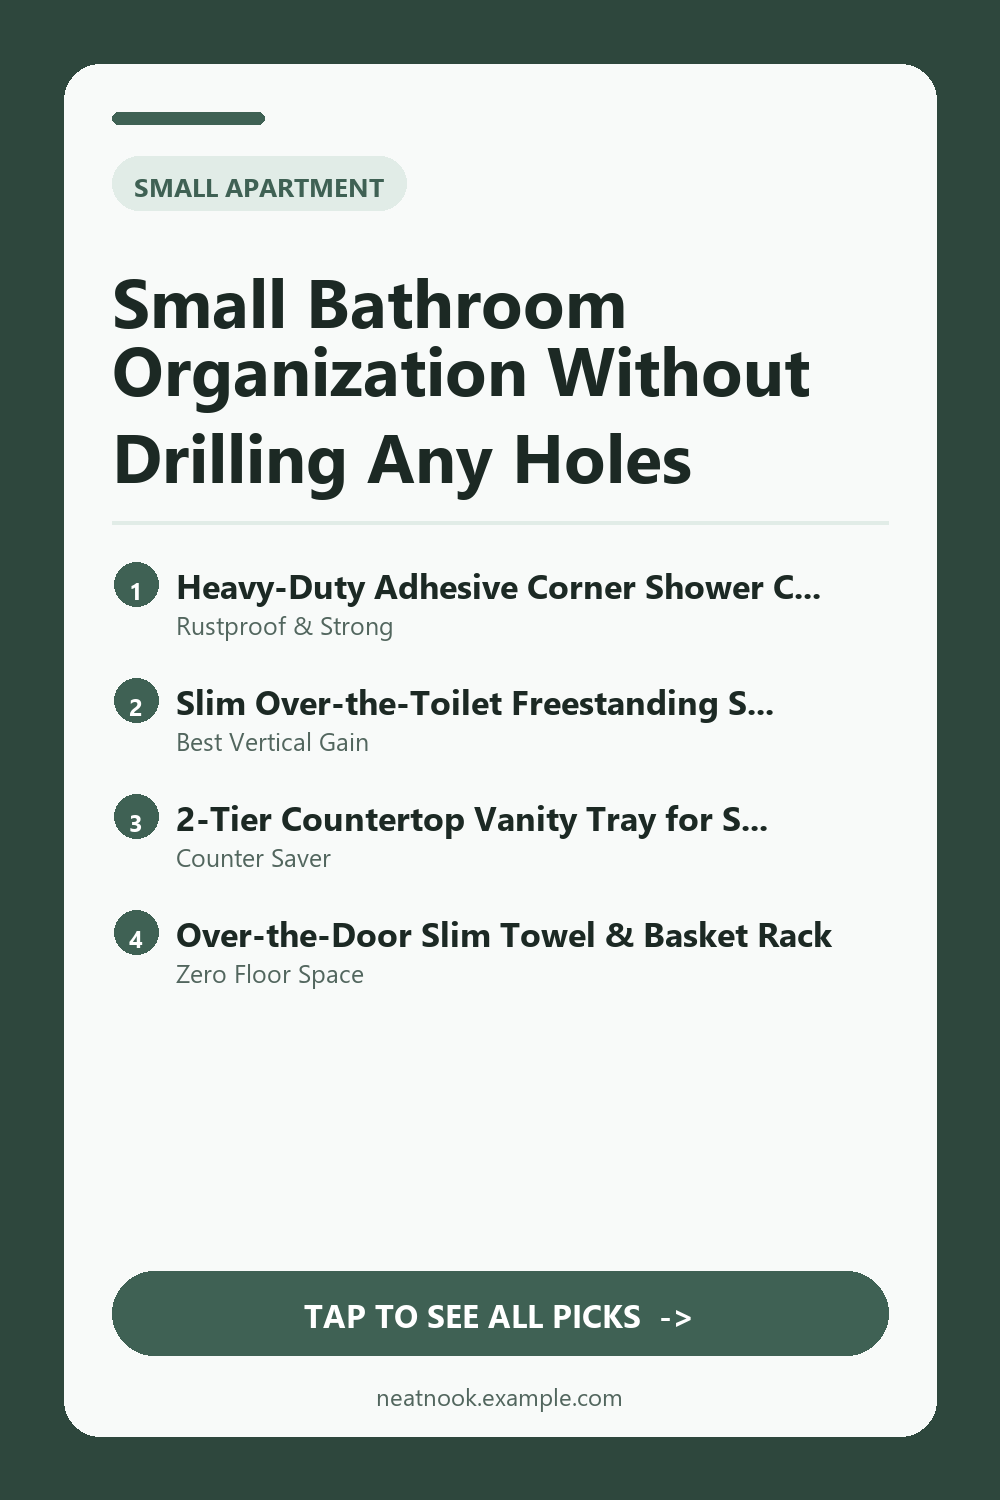 SMALL APARTMENT
Small Bathroom
Organization Without
Drilling Any Holes
1
Heavy-Duty Adhesive Corner Shower C...
Rustproof & Strong
2
Slim Over-the-Toilet Freestanding S...
Best Vertical Gain
3
2-Tier Countertop Vanity Tray for S...
Counter Saver
4
Over-the-Door Slim Towel & Basket Rack
Zero Floor Space
TAP TO SEE ALL PICKS ->
neatnook.example.com